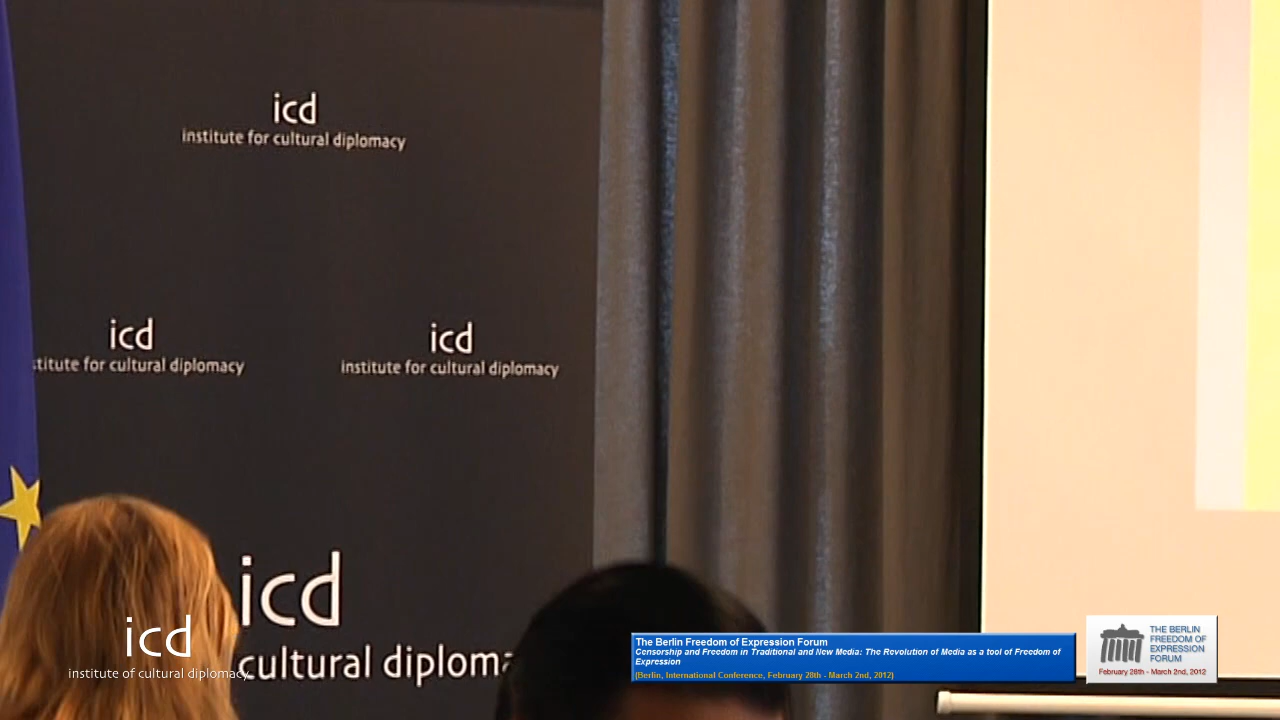 icd
institute for cultural diplomacy
icd
stitute for cultural diplomacy
icd
institute for cultural diplomacy
icd
cultural diploma
icd
institute of cultural diplomacy
The Berlin Freedom of Expression Forum
Censorship and Freedom in Traditional and New Media: The Revolution of Media as a tool of Freedom of
Expression
(Berlin, International Conference, February 28th - March 2nd, 2012)
THE BERLIN
FREEDOM OF
EXPRESSION
FORUM
February 28th - March 2nd, 2012